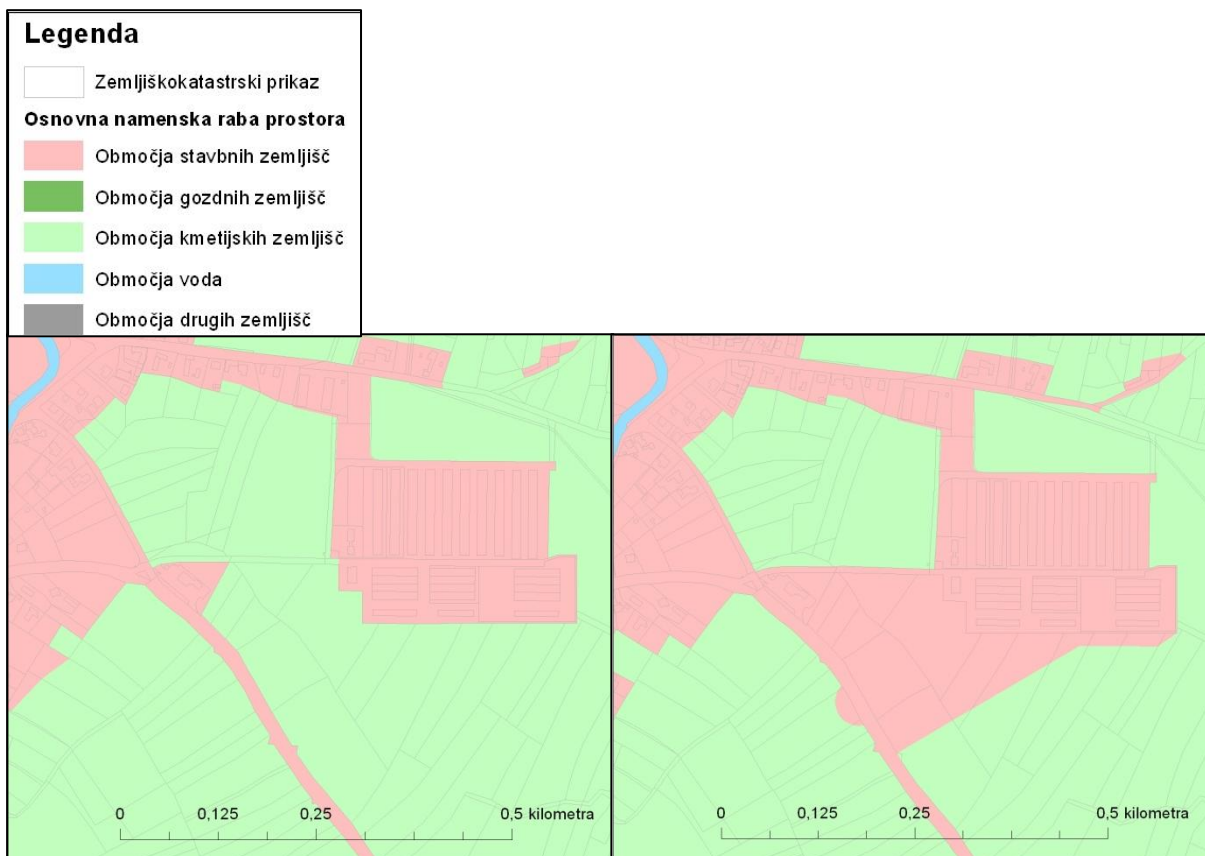 Legenda
Zemljiškokatastrski prikaz
Osnovna namenska raba prostora
Območja stavbnih zemljišč
Območja gozdnih zemljišč
Območja kmetijskih zemljišč
Območja voda
Območja drugih zemljišč
0 0,125 0,25 0,5 kilometra
0 0,125 0,25 0,5 kilometra